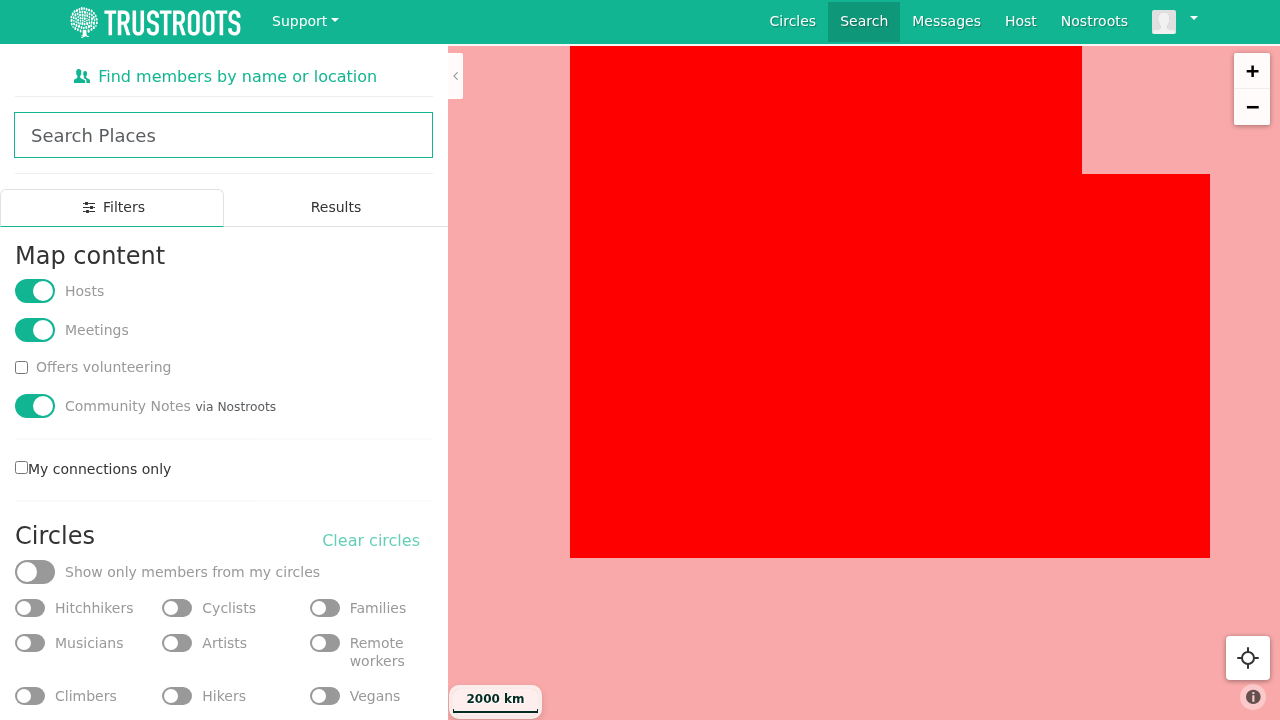 TRUSTROOTS
Support
Circles
Search
Messages
Host
Nostroots
Find members by name or location
Search Places
Filters
Results
Map content
Hosts
Meetings
Offers volunteering
Community Notes via Nostroots
My connections only
Circles
Clear circles
Show only members from my circles
Hitchhikers
Cyclists
Families
Musicians
Artists
Remote
workers
Climbers
Hikers
Vegans
+
−
2000 km